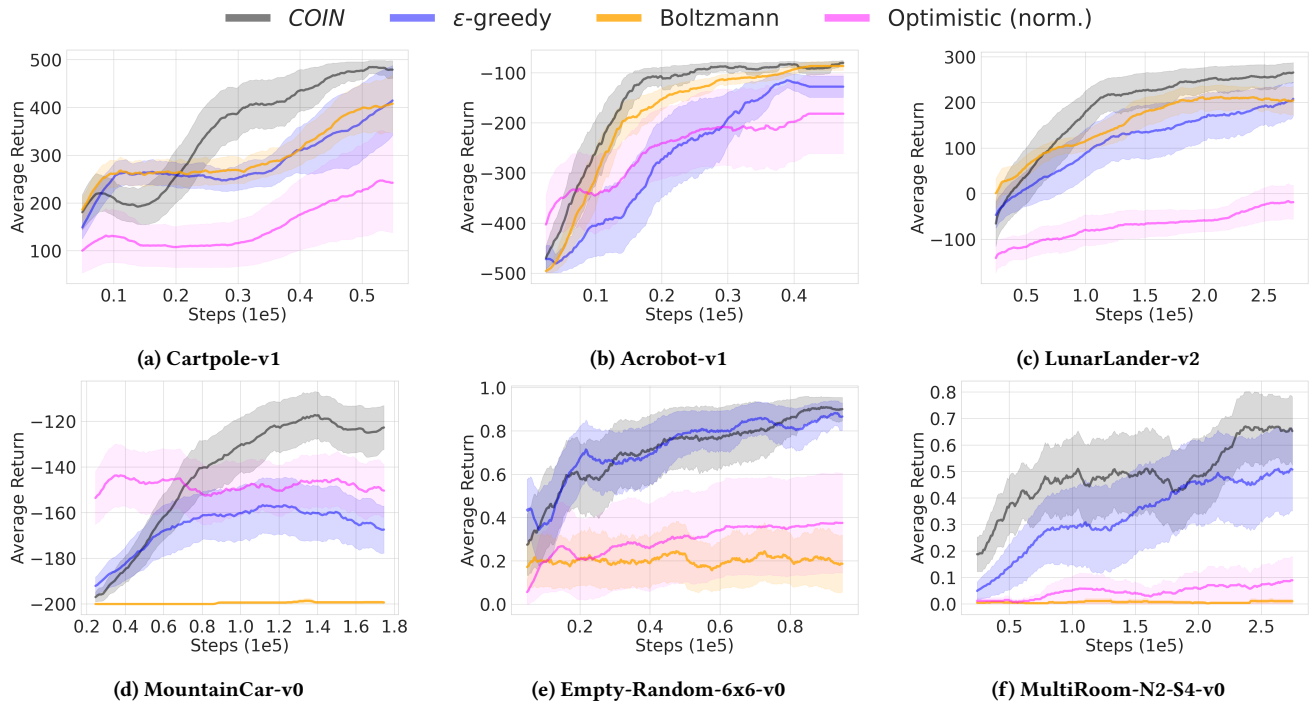 COIN ε-greedy Boltzmann Optimistic (norm.)
500
400
300
200
100
Average Return
0.1 0.2 0.3 0.4 0.5
Steps (1e5)
(a) Cartpole-v1
−100
−200
−300
−400
−500
Average Return
0.1 0.2 0.3 0.4
Steps (1e5)
(b) Acrobot-v1
300
200
100
0
−100
Average Return
0.5 1.0 1.5 2.0 2.5
Steps (1e5)
(c) LunarLander-v2
−120
−140
−160
−180
−200
Average Return
0.2 0.4 0.6 0.8 1.0 1.2 1.4 1.6 1.8
Steps (1e5)
(d) MountainCar-v0
1.0
0.8
0.6
0.4
0.2
0.0
Average Return
0.2 0.4 0.6 0.8
Steps (1e5)
(e) Empty-Random-6x6-v0
0.8
0.7
0.6
0.5
0.4
0.3
0.2
0.1
0.0
Average Return
0.5 1.0 1.5 2.0 2.5
Steps (1e5)
(f) MultiRoom-N2-S4-v0